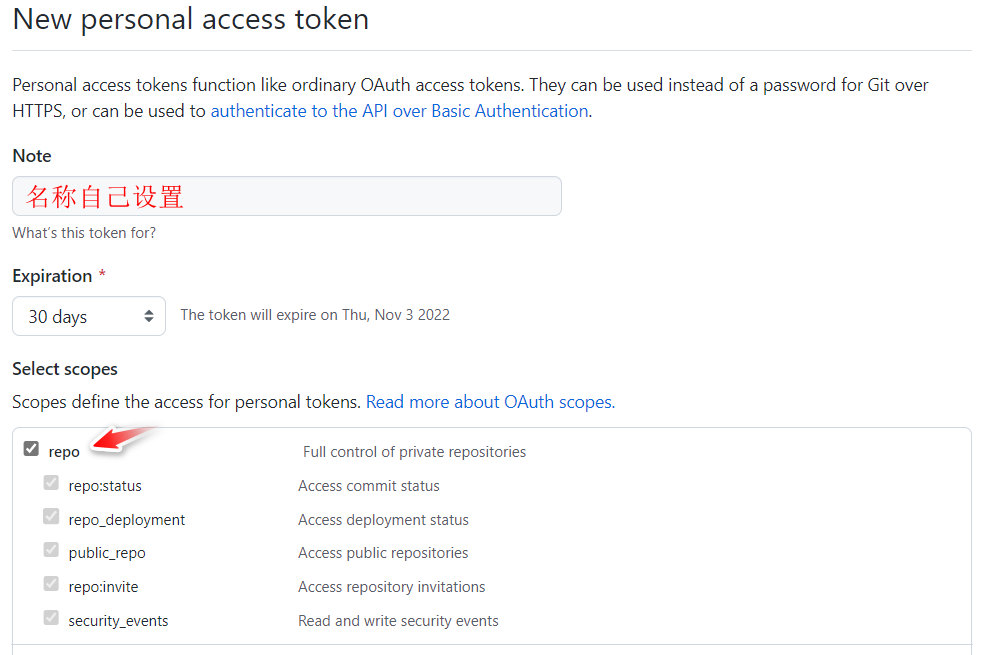 New personal access token
Personal access tokens function like ordinary OAuth access tokens. They can be used instead of a password for Git over
HTTPS, or can be used to authenticate to the API over Basic Authentication.
Note
名称自己设置
What's this token for?
Expiration *
30 days The token will expire on Thu, Nov 3 2022
Select scopes
Scopes define the access for personal tokens. Read more about OAuth scopes.
repo Full control of private repositories
repo:status Access commit status
repo_deployment Access deployment status
public_repo Access public repositories
repo:invite Access repository invitations
security_events Read and write security events